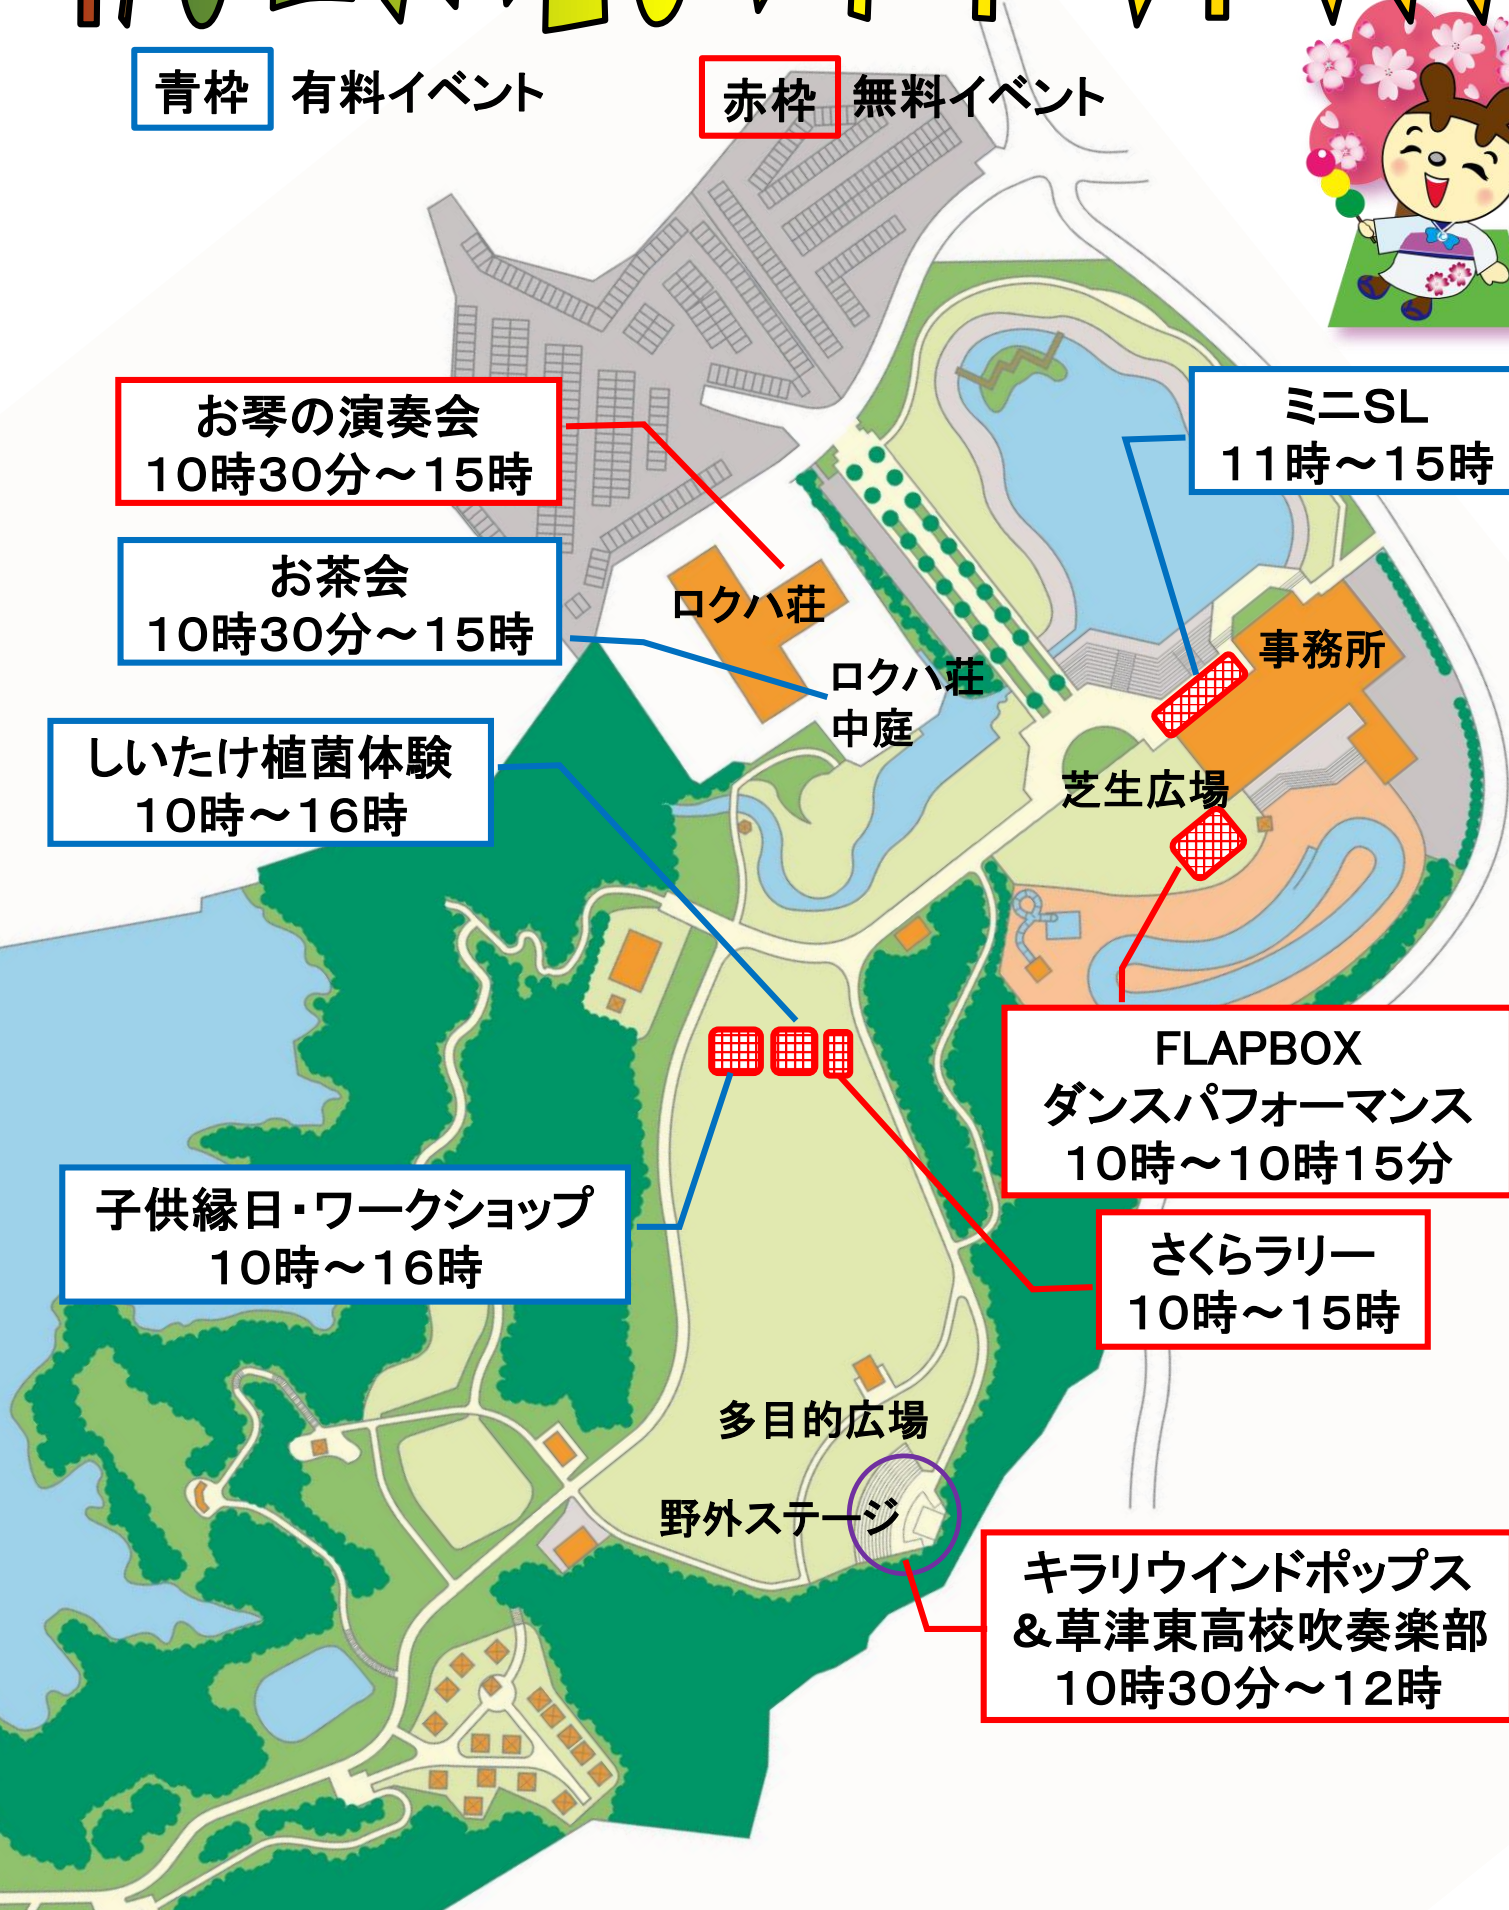 青枠 有料イベント
赤枠 無料イベント
お琴の演奏会
10時30分～15時
ミニSL
11時～15時
お茶会
10時30分～15時
ロクハ荘
事務所
ロクハ荘
中庭
しいたけ植菌体験
10時～16時
芝生広場
FLAPBOX
ダンスパフォーマンス
10時～10時15分
子供縁日・ワークショップ
10時～16時
さくらラリー
10時～15時
多目的広場
野外ステージ
キラリウインドポップス
＆草津東高校吹奏楽部
10時30分～12時